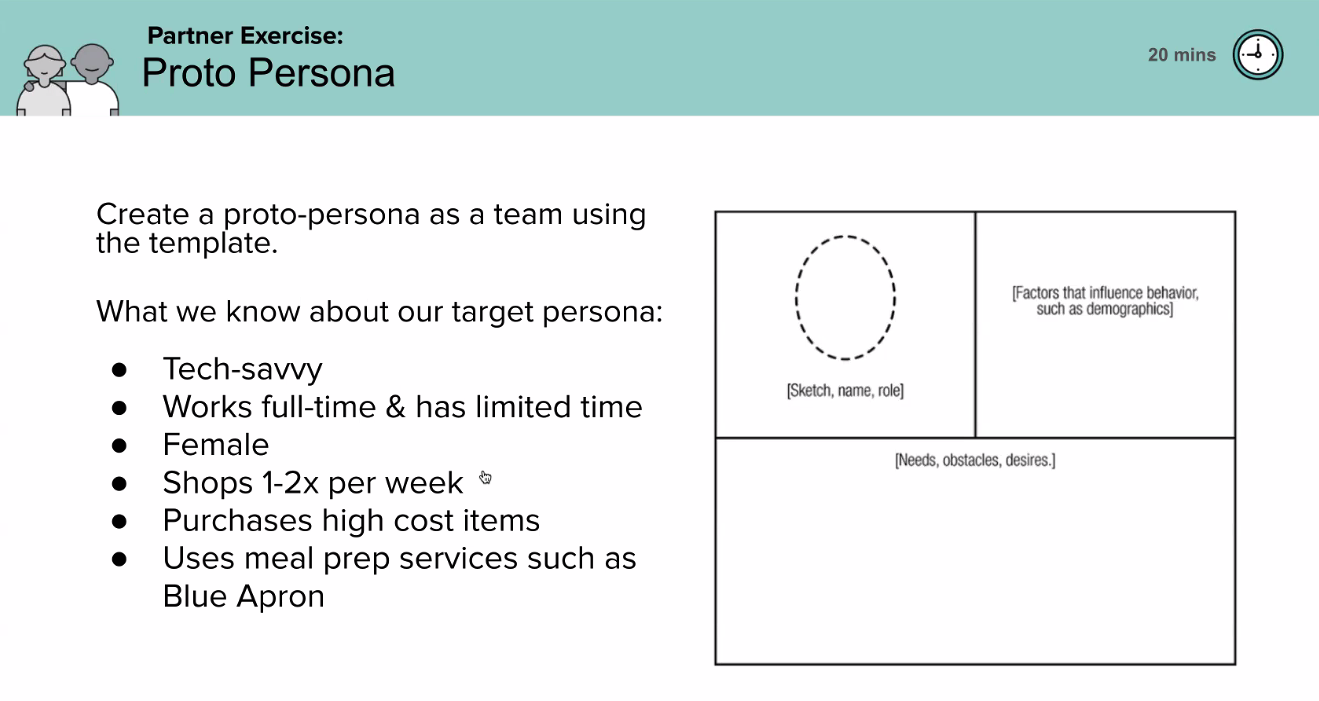 Partner Exercise:
Proto Persona
20 mins
Create a proto-persona as a team using
the template.
What we know about our target persona:
● Tech-savvy
● Works full-time & has limited time
● Female
● Shops 1-2x per week
● Purchases high cost items
● Uses meal prep services such as
Blue Apron
[Sketch, name, role]
[Factors that influence behavior,
such as demographics]
[Needs, obstacles, desires.]